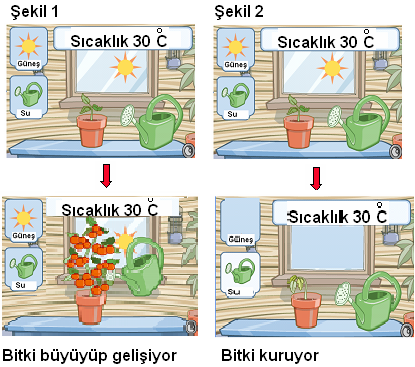 Şekil 1
Şekil 2
Sıcaklık 30 °C
Güneş
Su
Sıcaklık 30 °C
Güneş
Su
Sıcaklık 30 °C
Güneş
Su
Sıcaklık 30 °C
Güneş
Su
Bitki büyüyüp gelişiyor
Bitki kuruyor